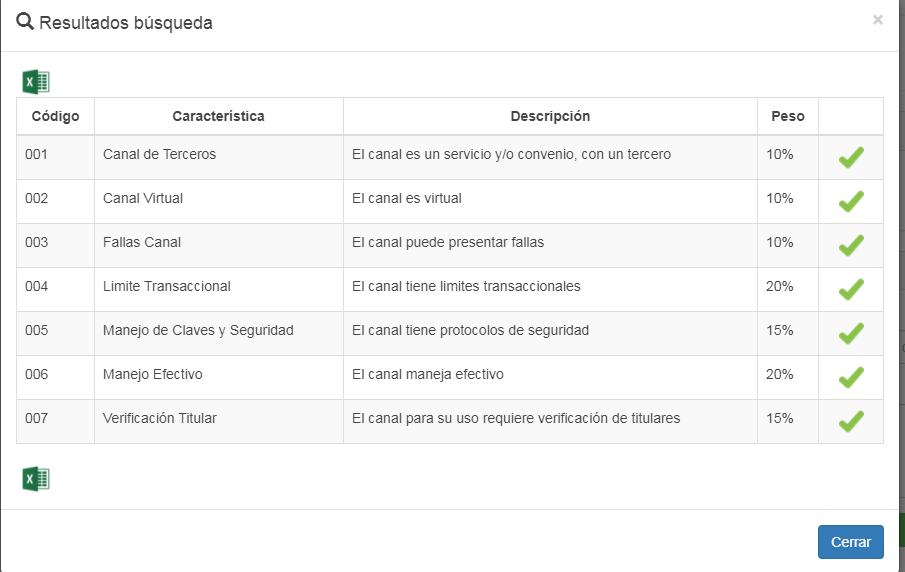 Resultados búsqueda ×
Código Característica Descripción Peso
001 Canal de Terceros El canal es un servicio y/o convenio, con un tercero 10%
002 Canal Virtual El canal es virtual 10%
003 Fallas Canal El canal puede presentar fallas 10%
004 Limite Transaccional El canal tiene limites transaccionales 20%
005 Manejo de Claves y Seguridad El canal tiene protocolos de seguridad 15%
006 Manejo Efectivo El canal maneja efectivo 20%
007 Verificación Titular El canal para su uso requiere verificación de titulares 15%
Cerrar